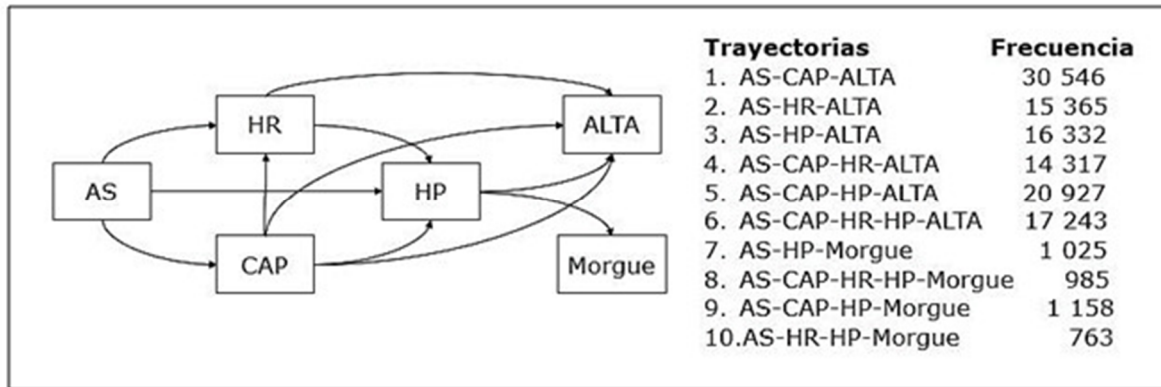 HR
ALTA
AS
HP
CAP
Morgue
Trayectorias Frecuencia
1. AS-CAP-ALTA 30 546
2. AS-HR-ALTA 15 365
3. AS-HP-ALTA 16 332
4. AS-CAP-HR-ALTA 14 317
5. AS-CAP-HP-ALTA 20 927
6. AS-CAP-HR-HP-ALTA 17 243
7. AS-HP-Morgue 1 025
8. AS-CAP-HR-HP-Morgue 985
9. AS-CAP-HP-Morgue 1 158
10.AS-HR-HP-Morgue 763